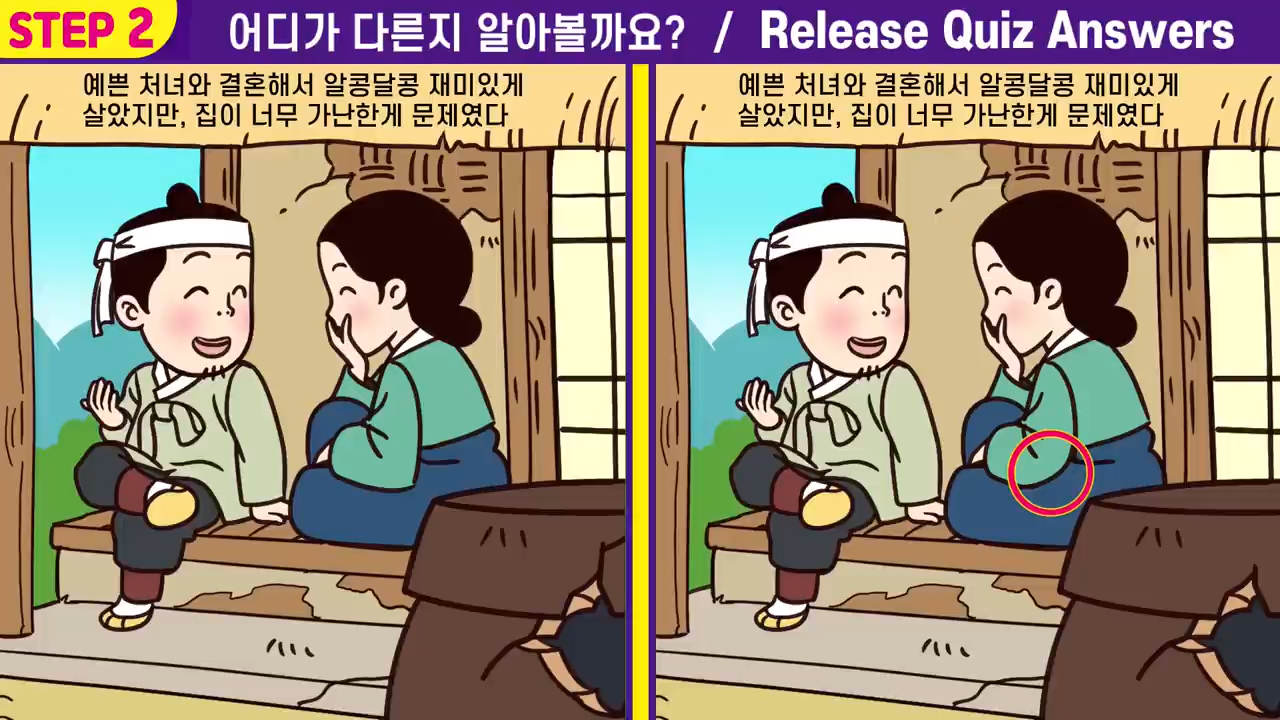 STEP 2
어디가 다른지 알아볼까요? / Release Quiz Answers
예쁜 처녀와 결혼해서 알콩달콩 재미있게
살았지만, 집이 너무 가난한게 문제였다
예쁜 처녀와 결혼해서 알콩달콩 재미있게
살았지만, 집이 너무 가난한게 문제였다